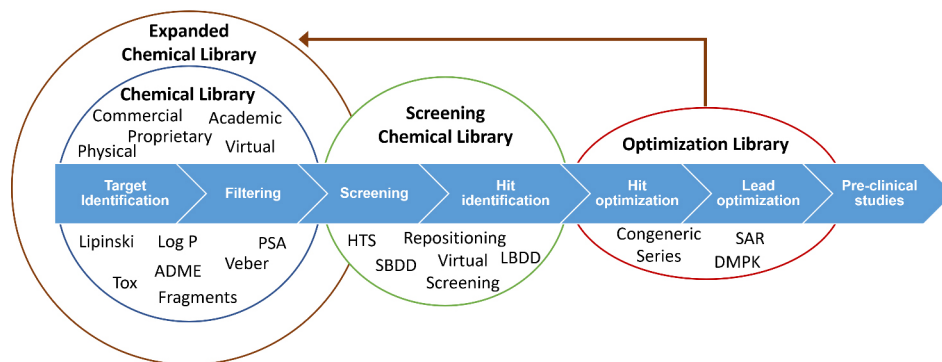 Expanded
Chemical Library
Chemical Library
Commercial
Academic
Proprietary
Physical
Virtual
Screening
Chemical Library
Optimization Library
Target
Identification
Filtering
Screening
Hit
identification
Hit
optimization
Lead
optimization
Pre-clinical
studies
Lipinski
Log P
PSA
ADME
Veber
Tox
Fragments
HTS
Repositioning
SBDD
Virtual
Screening
LBDD
Congeneric
Series
SAR
DMPK